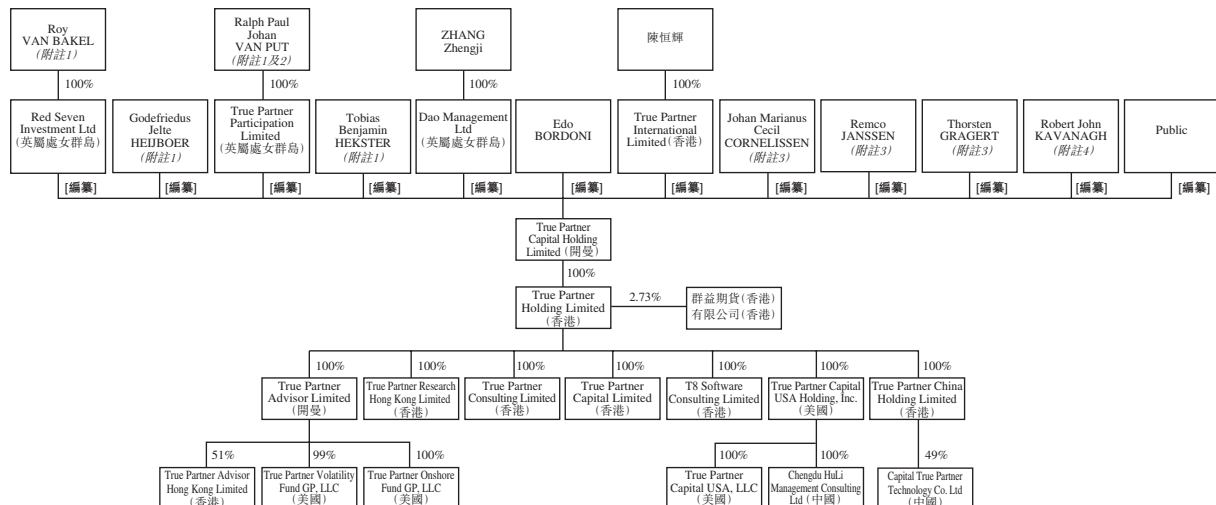 Roy
VAN BAKEL
(附註1)
Ralph Paul
Johan
VAN PUT
(附註1及2)
ZHANG
Zhengji
陳恒輝
100%
100%
100%
100%
Red Seven
Investment Ltd
(英屬處女群島)
Godefriedus
Jelte
HEIJBOER
(附註1)
True Partner
Participation
Limited
(英屬處女群島)
Tobias
Benjamin
HEKSTER
(附註1)
Dao Management
Ltd
(英屬處女群島)
Edo
BORDONI
True Partner
International
Limited(香港)
Johan Marianus
Cecil
CORNELISSEN
(附註3)
Remco
JANSSEN
(附註3)
Thorsten
GRAGERT
(附註3)
Robert John
KAVANAGH
(附註4)
Public
[編纂]
[編纂]
[編纂]
[編纂]
[編纂]
[編纂]
[編纂]
[編纂]
[編纂]
[編纂]
[編纂]
[編纂]
True Partner
Capital Holding
Limited (開曼)
100%
True Partner
Holding Limited
(香港)
2.73%
群益期貨(香港)
有限公司(香港)
100%
100%
100%
100%
100%
100%
100%
True Partner
Advisor Limited
(開曼)
True Partner Research
Hong Kong Limited
(香港)
True Partner
Consulting Limited
(香港)
True Partner
Capital Limited
(香港)
T8 Software
Consulting Limited
(香港)
True Partner Capital
USA Holding, Inc.
(美國)
True Partner China
Holding Limited
(香港)
51%
99%
100%
100%
100%
49%
True Partner Advisor
Hong Kong Limited
(香港)
True Partner Volatility
Fund GP, LLC
(美國)
True Partner Onshore
Fund GP, LLC
(美國)
True Partner
Capital USA, LLC
(美國)
Chengdu HuLi
Management Consulting
Ltd (中國)
Capital True Partner
Technology Co. Ltd
(中國)